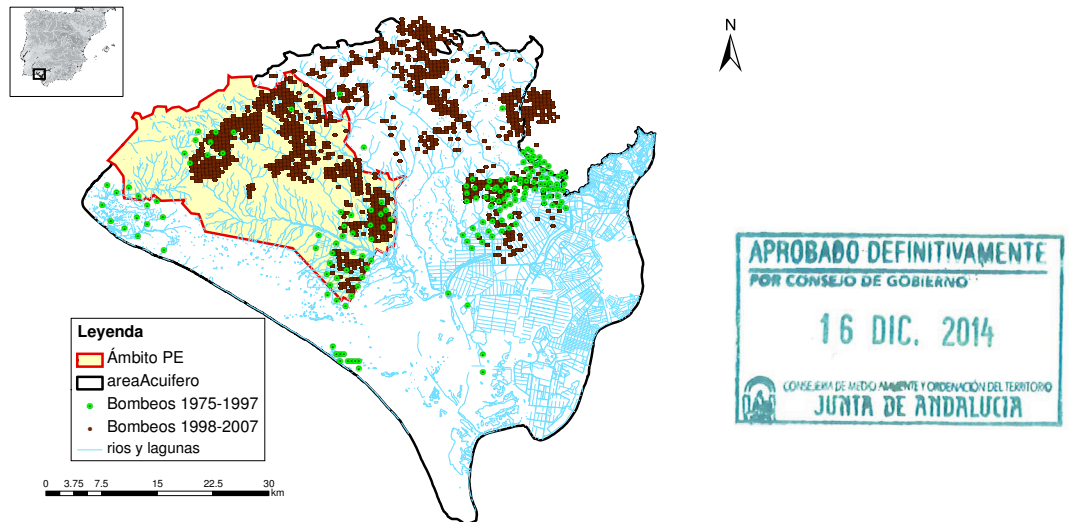 N
Leyenda
Ámbito PE
areaAcuifero
Bombeos 1975-1997
Bombeos 1998-2007
rios y lagunas
0 3.75 7.5 15 22.5 30
km
APROBADO DEFINITIVAMENTE
POR CONSEJO DE GOBIERNO
16 DIC. 2014
CONSEJERIA DE MEDIO AMBIENTE Y ORDENACIÓN DEL TERRITORIO
JUNTA DE ANDALUCIA